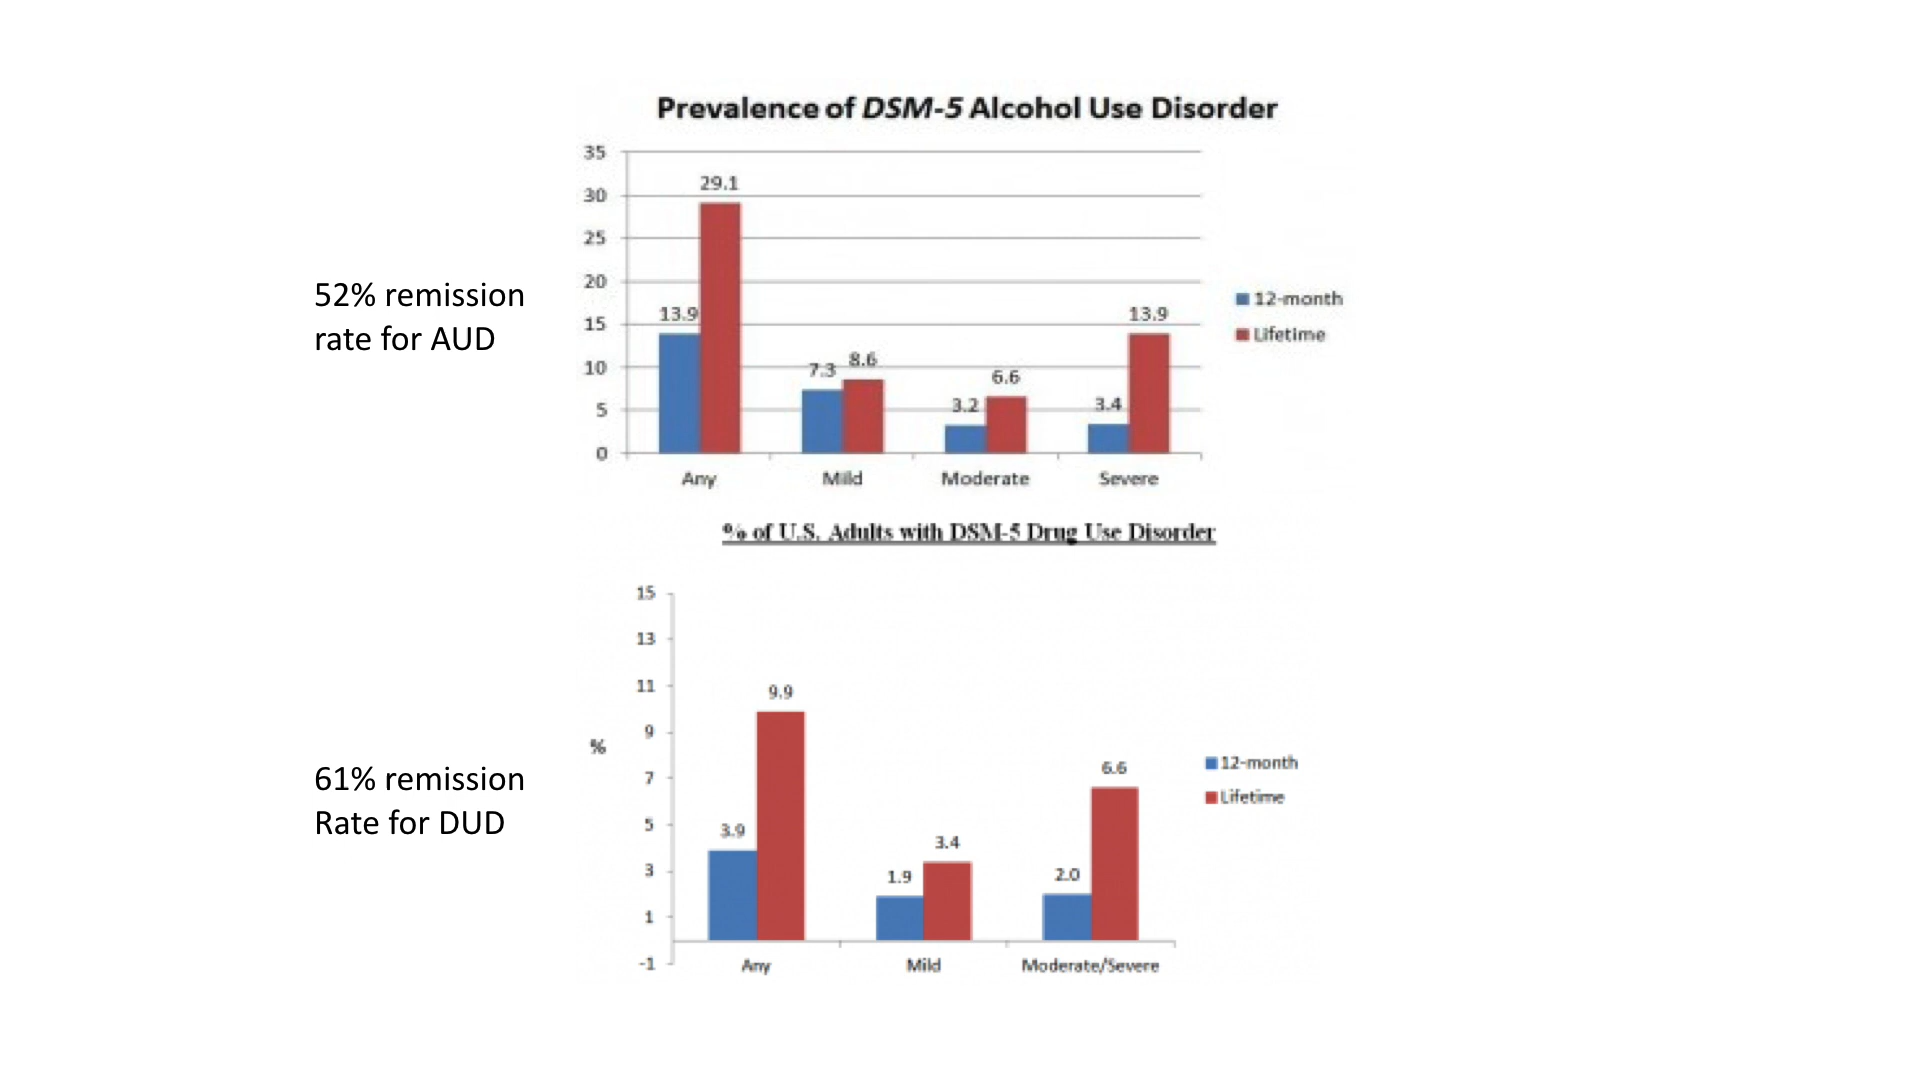 Prevalence of DSM-5 Alcohol Use Disorder
35
30
25
20
15
10
5
0
29.1
13.9
7.3
8.6
3.2
6.6
3.4
13.9
Any
Mild
Moderate
Severe
12-month
Lifetime
52% remission
rate for AUD
% of U.S. Adults with DSM-5 Drug Use Disorder
15
13
11
9
7
5
3
1
-1
%
3.9
9.9
1.9
3.4
2.0
6.6
Any
Mild
Moderate/Severe
12-month
Lifetime
61% remission
Rate for DUD